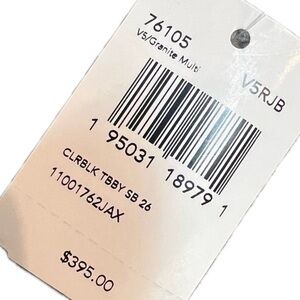 76105
V5/Granite Multi
V5RJB
1 95031 18979 1
CLRBLK TBBY SB 26
11001762JAX
$395.00